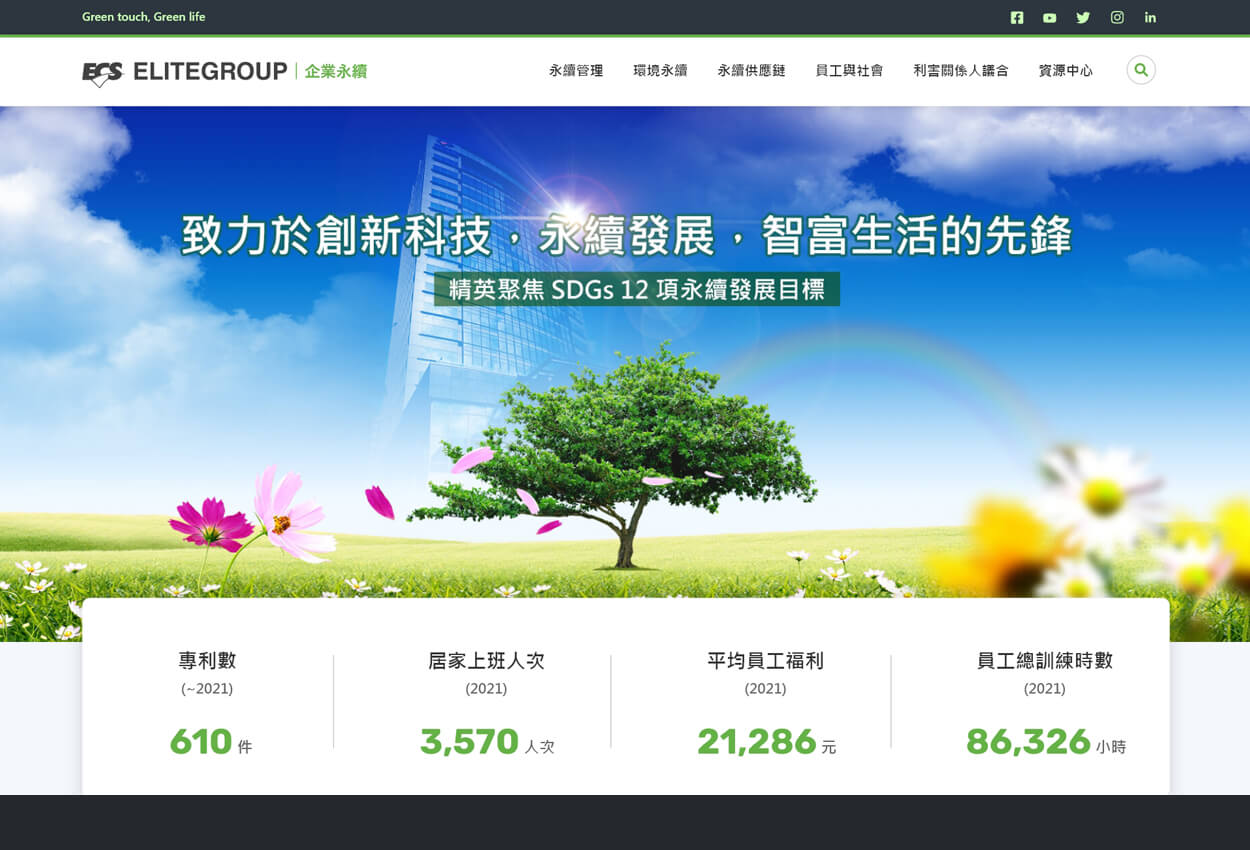 Green touch, Green life
ECS ELITEGROUP | 企業永續
永續管理 環境永續 永續供應鏈 員工與社會 利害關係人議合 資源中心
致力於創新科技，永續發展，智富生活的先鋒
精英聚焦 SDGs 12 項永續發展目標
專利數
(~2021)
610 件
居家上班人次
(2021)
3,570 人次
平均員工福利
(2021)
21,286 元
員工總訓練時數
(2021)
86,326 小時